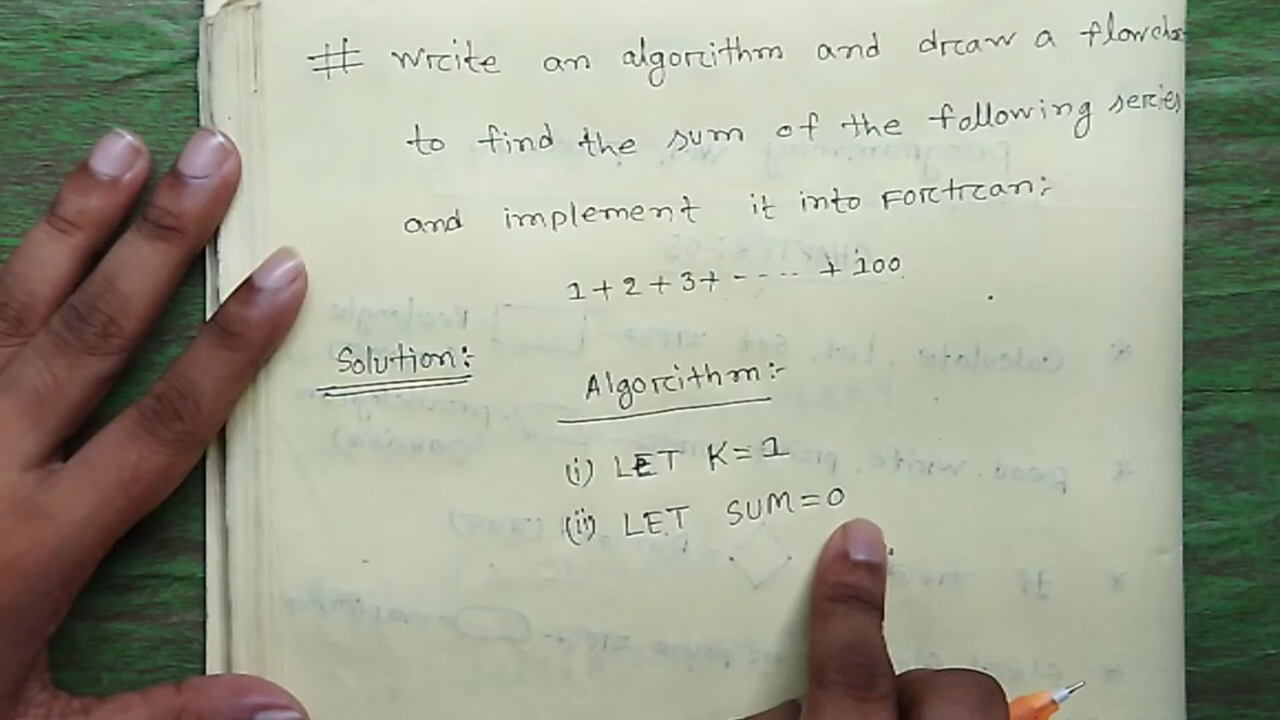 # Write an algorithm and draw a flowcha
to find the sum of the following series
and implement it into Fortran:
1 + 2 + 3 + - .... + 100
Solution:
Algorithm:-
(i) LET K = 1
(ii) LET SUM = 0